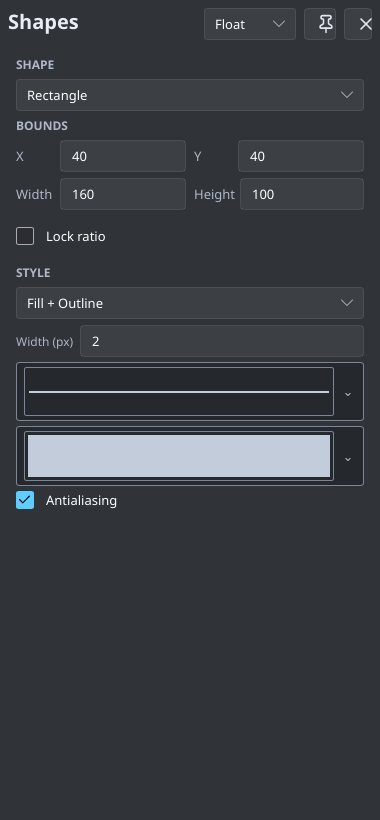 Shapes
Float
SHAPE
Rectangle
BOUNDS
X 40 Y 40
Width 160 Height 100
Lock ratio
STYLE
Fill + Outline
Width (px) 2
Antialiasing